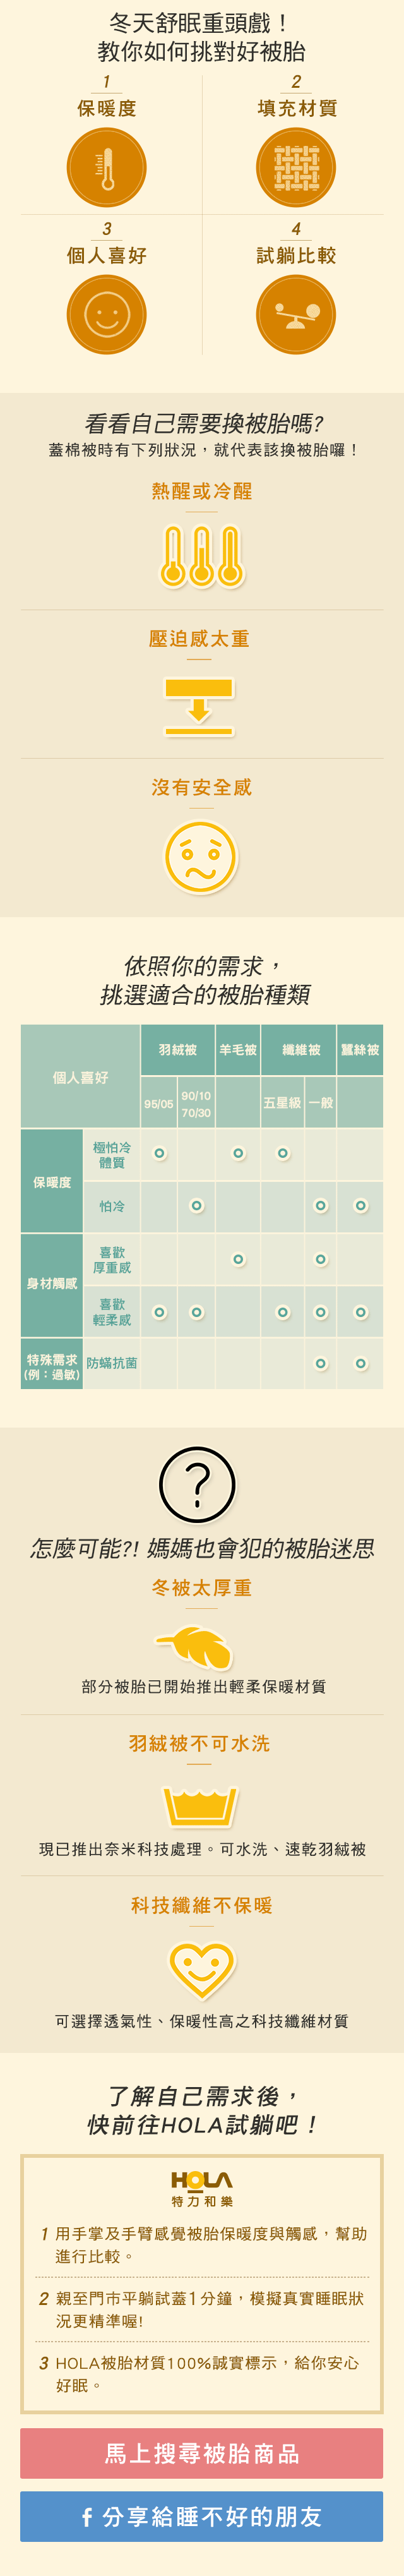 冬天舒眠重頭戲！
教你如何挑對好被胎
1
保暖度
2
填充材質
3
個人喜好
4
試躺比較
看看自己需要換被胎嗎?
蓋棉被時有下列狀況，就代表該換被胎囉！
熱醒或冷醒
壓迫感太重
沒有安全感
依照你的需求，
挑選適合的被胎種類
個人喜好
羽絨被 羊毛被 纖維被 蠶絲被
95/05 90/10 五星級 一般
70/30
保暖度
極怕冷
體質
怕冷
身材觸感
喜歡
厚重感
喜歡
輕柔感
特殊需求
(例：過敏)
防蟎抗菌
?
怎麼可能?! 媽媽也會犯的被胎迷思
冬被太厚重
部分被胎已開始推出輕柔保暖材質
羽絨被不可水洗
現已推出奈米科技處理。可水洗、速乾羽絨被
科技纖維不保暖
可選擇透氣性、保暖性高之科技纖維材質
了解自己需求後，
快前往HOLA試躺吧！
HOLA
特力和樂
1 用手掌及手臂感覺被胎保暖度與觸感，幫助
進行比較。
2 親至門市平躺試蓋1分鐘，模擬真實睡眠狀
況更精準喔!
3 HOLA被胎材質100%誠實標示，給你安心
好眠。
馬上搜尋被胎商品
f 分享給睡不好的朋友